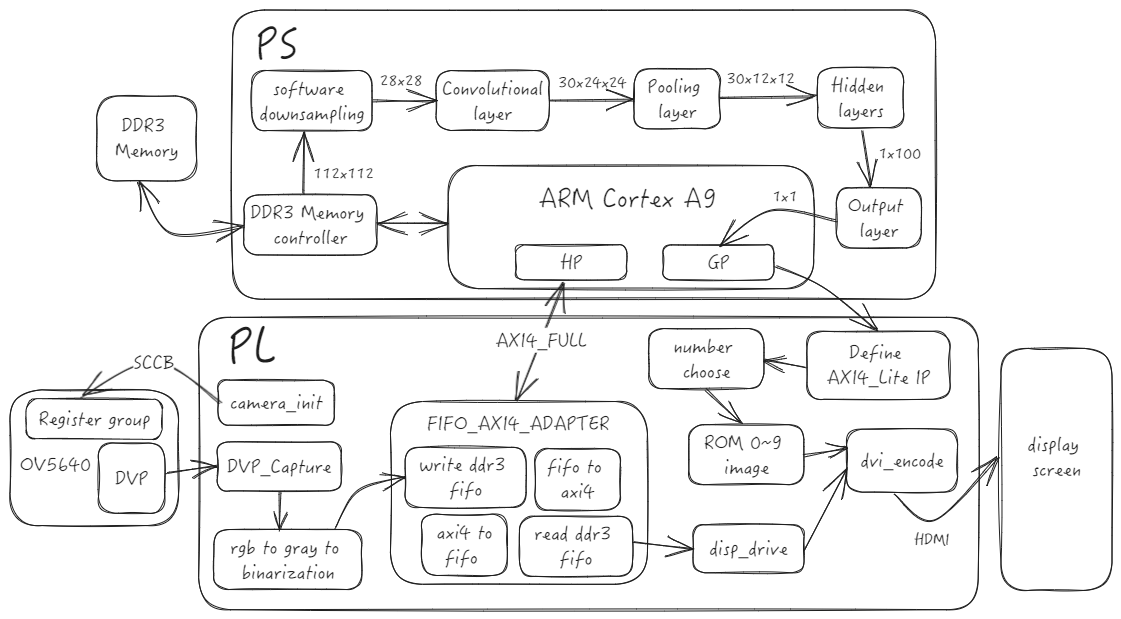 PS
software
downsampling
28x28
Convolutional
layer
30x24x24
Pooling
layer
30x12x12
Hidden
layers
DDR3
Memory
112x112
1x100
DDR3 Memory
controller
ARM Cortex A9
1x1
Output
layer
HP
GP
PL
AXI4_FULL
number
choose
Define
AXI4_Lite IP
SCCB
camera_init
Register group
OV5640
DVP
DVP_Capture
rgb to gray to
binarization
FIFO_AXI4_ADAPTER
write ddr3
fifo
fifo to
axi4
axi4 to
fifo
read ddr3
fifo
ROM 0~9
image
dvi_encode
disp_drive
HDMI
display
screen